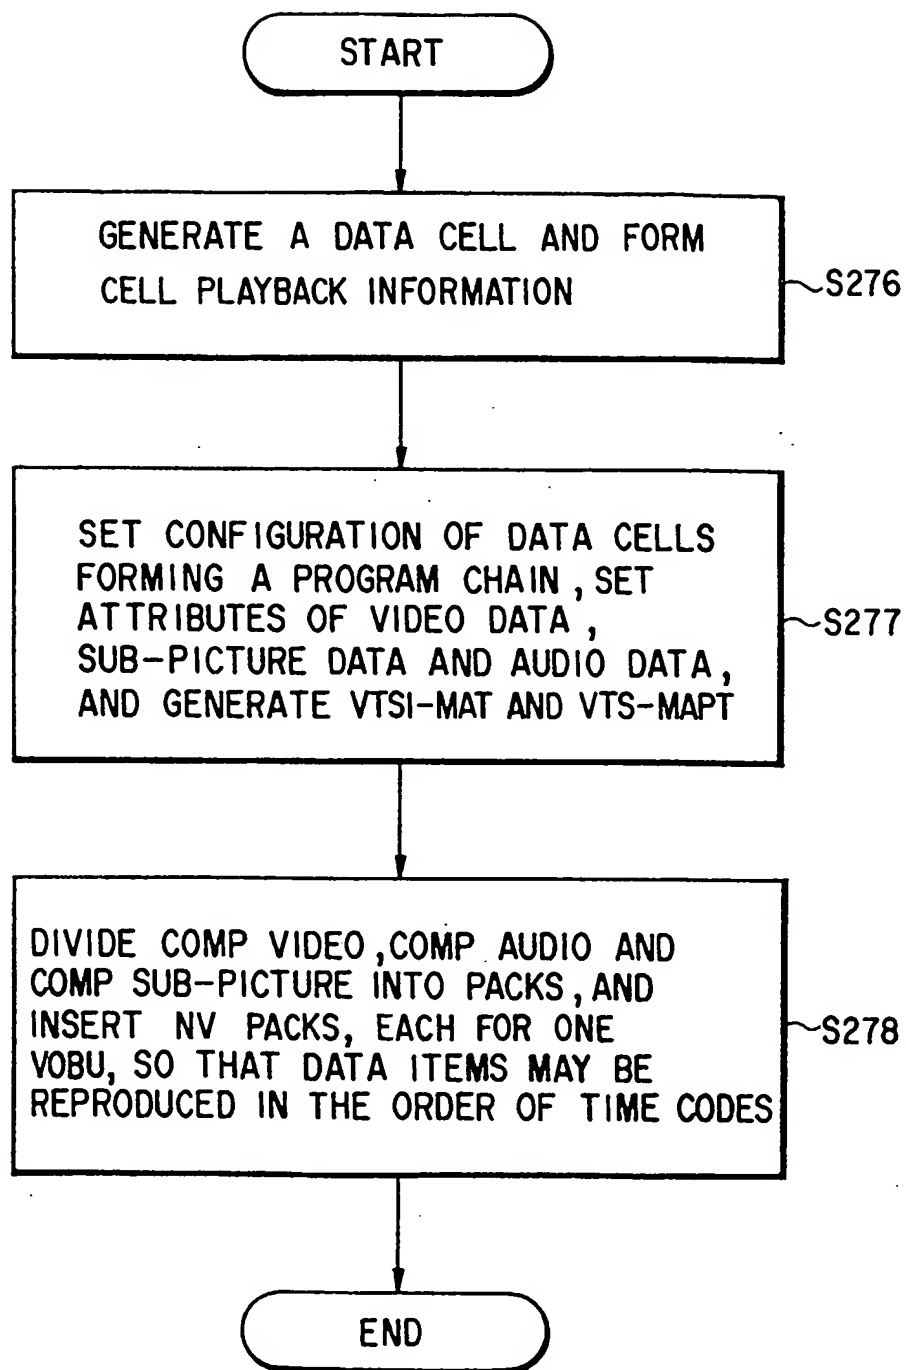 START
GENERATE A DATA CELL AND FORM
CELL PLAYBACK INFORMATION
S276
SET CONFIGURATION OF DATA CELLS
FORMING A PROGRAM CHAIN, SET
ATTRIBUTES OF VIDEO DATA,
SUB-PICTURE DATA AND AUDIO DATA,
AND GENERATE VTSI-MAT AND VTS-MAPT
S277
DIVIDE COMP VIDEO, COMP AUDIO AND
COMP SUB-PICTURE INTO PACKS, AND
INSERT NV PACKS, EACH FOR ONE
VOBU, SO THAT DATA ITEMS MAY BE
REPRODUCED IN THE ORDER OF TIME CODES
S278
END